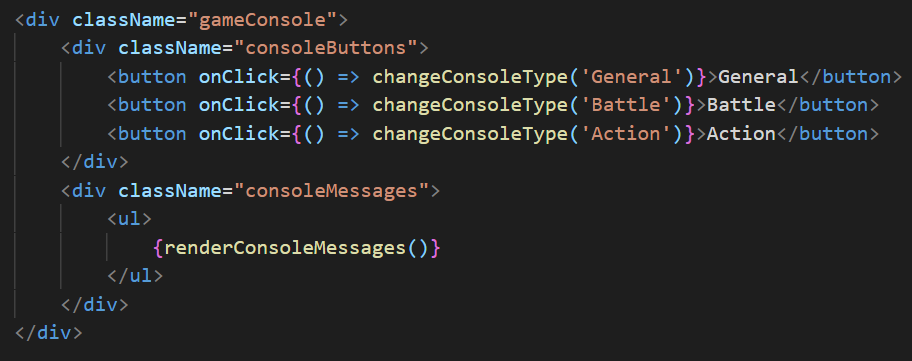 <div className="gameConsole">
<div className="consoleButtons">
<button onClick={() => changeConsoleType('General')}>General</button>
<button onClick={() => changeConsoleType('Battle')}>Battle</button>
<button onClick={() => changeConsoleType('Action')}>Action</button>
</div>
<div className="consoleMessages">
<ul>
{renderConsoleMessages()}
</ul>
</div>
</div>